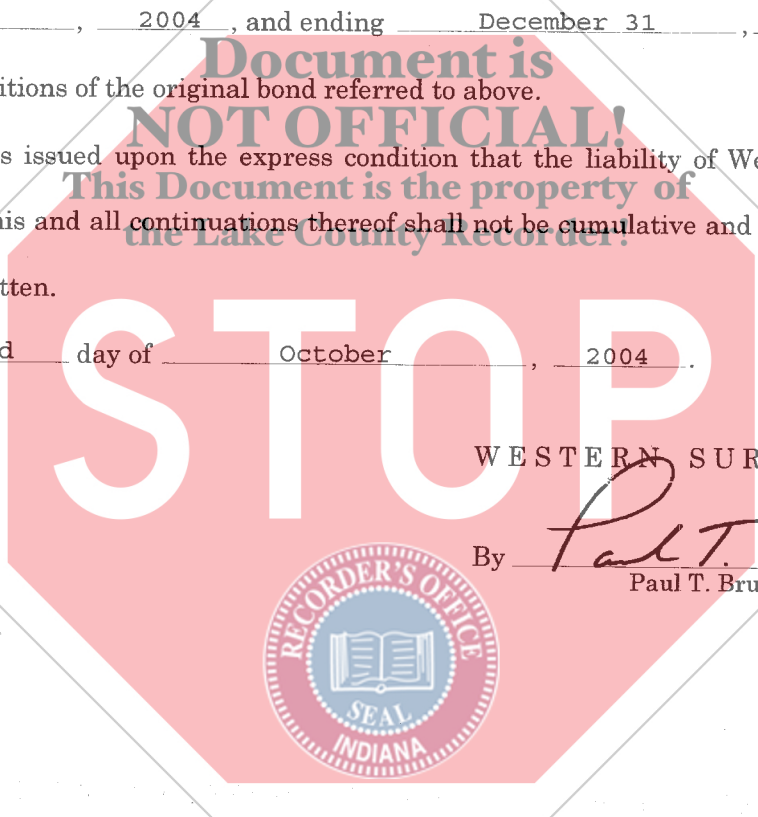 , 2004 , and ending December 31 ,
Document is
itions of the original bond referred to above.
NOT OFFICIAL!
s issued upon the express condition that the liability of We
This Document is the property of
his and all continuations thereof shall not be cumulative and
the Lake County Recorder!
tten.
STOP
d day of October , 2004 .
WESTERN SUR
By Paul T.
Paul T. Bru
RECORDER'S OFFICE
SEAL
INDIANA